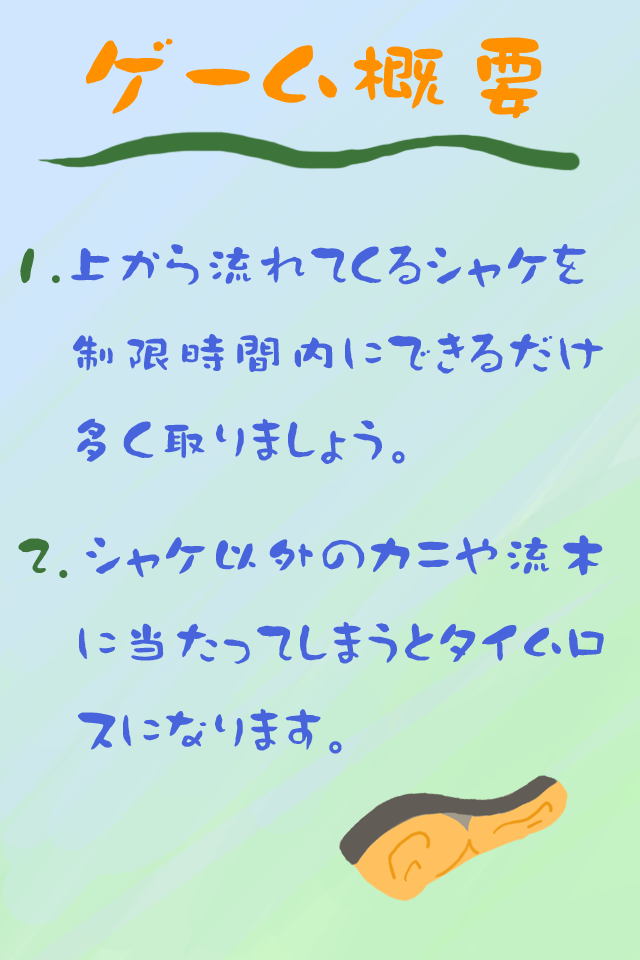 ゲーム概要
1.上から流れてくるシャケを
制限時間内にできるだけ
多く取りましょう。
2.シャケ以外のカニや流木
に当たってしまうとタイムロ
スになります。